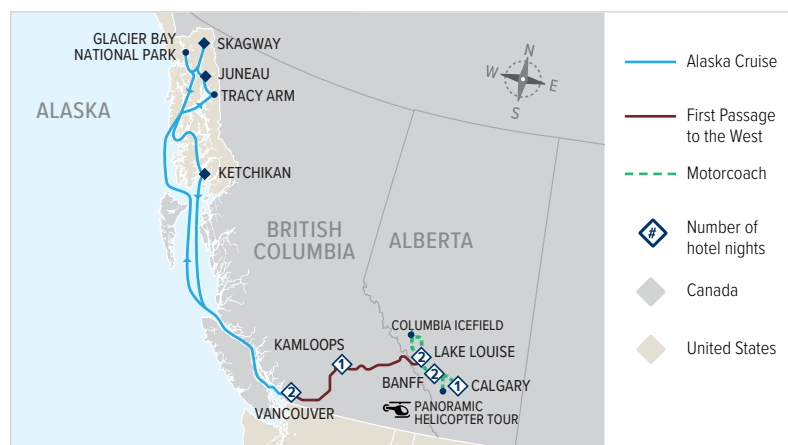 GLACIER BAY
NATIONAL PARK
SKAGWAY
JUNEAU
TRACY ARM
ALASKA
KETCHIKAN
N
W
E
S
BRITISH
COLUMBIA
ALBERTA
COLUMBIA ICEFIELD
KAMLOOPS
1
2
LAKE LOUISE
BANFF
2
1
CALGARY
2
VANCOUVER
PANORAMIC
HELICOPTER TOUR
Alaska Cruise
First Passage
to the West
Motorcoach
#
Number of
hotel nights
Canada
United States